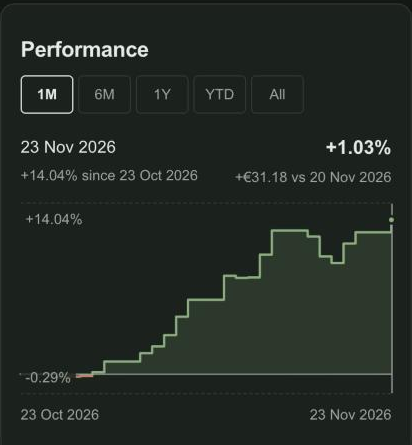 Performance
1M 6M 1Y YTD All
23 Nov 2026 +1.03%
+14.04% since 23 Oct 2026 +€31.18 vs 20 Nov 2026
+14.04%
-0.29%
23 Oct 2026 23 Nov 2026